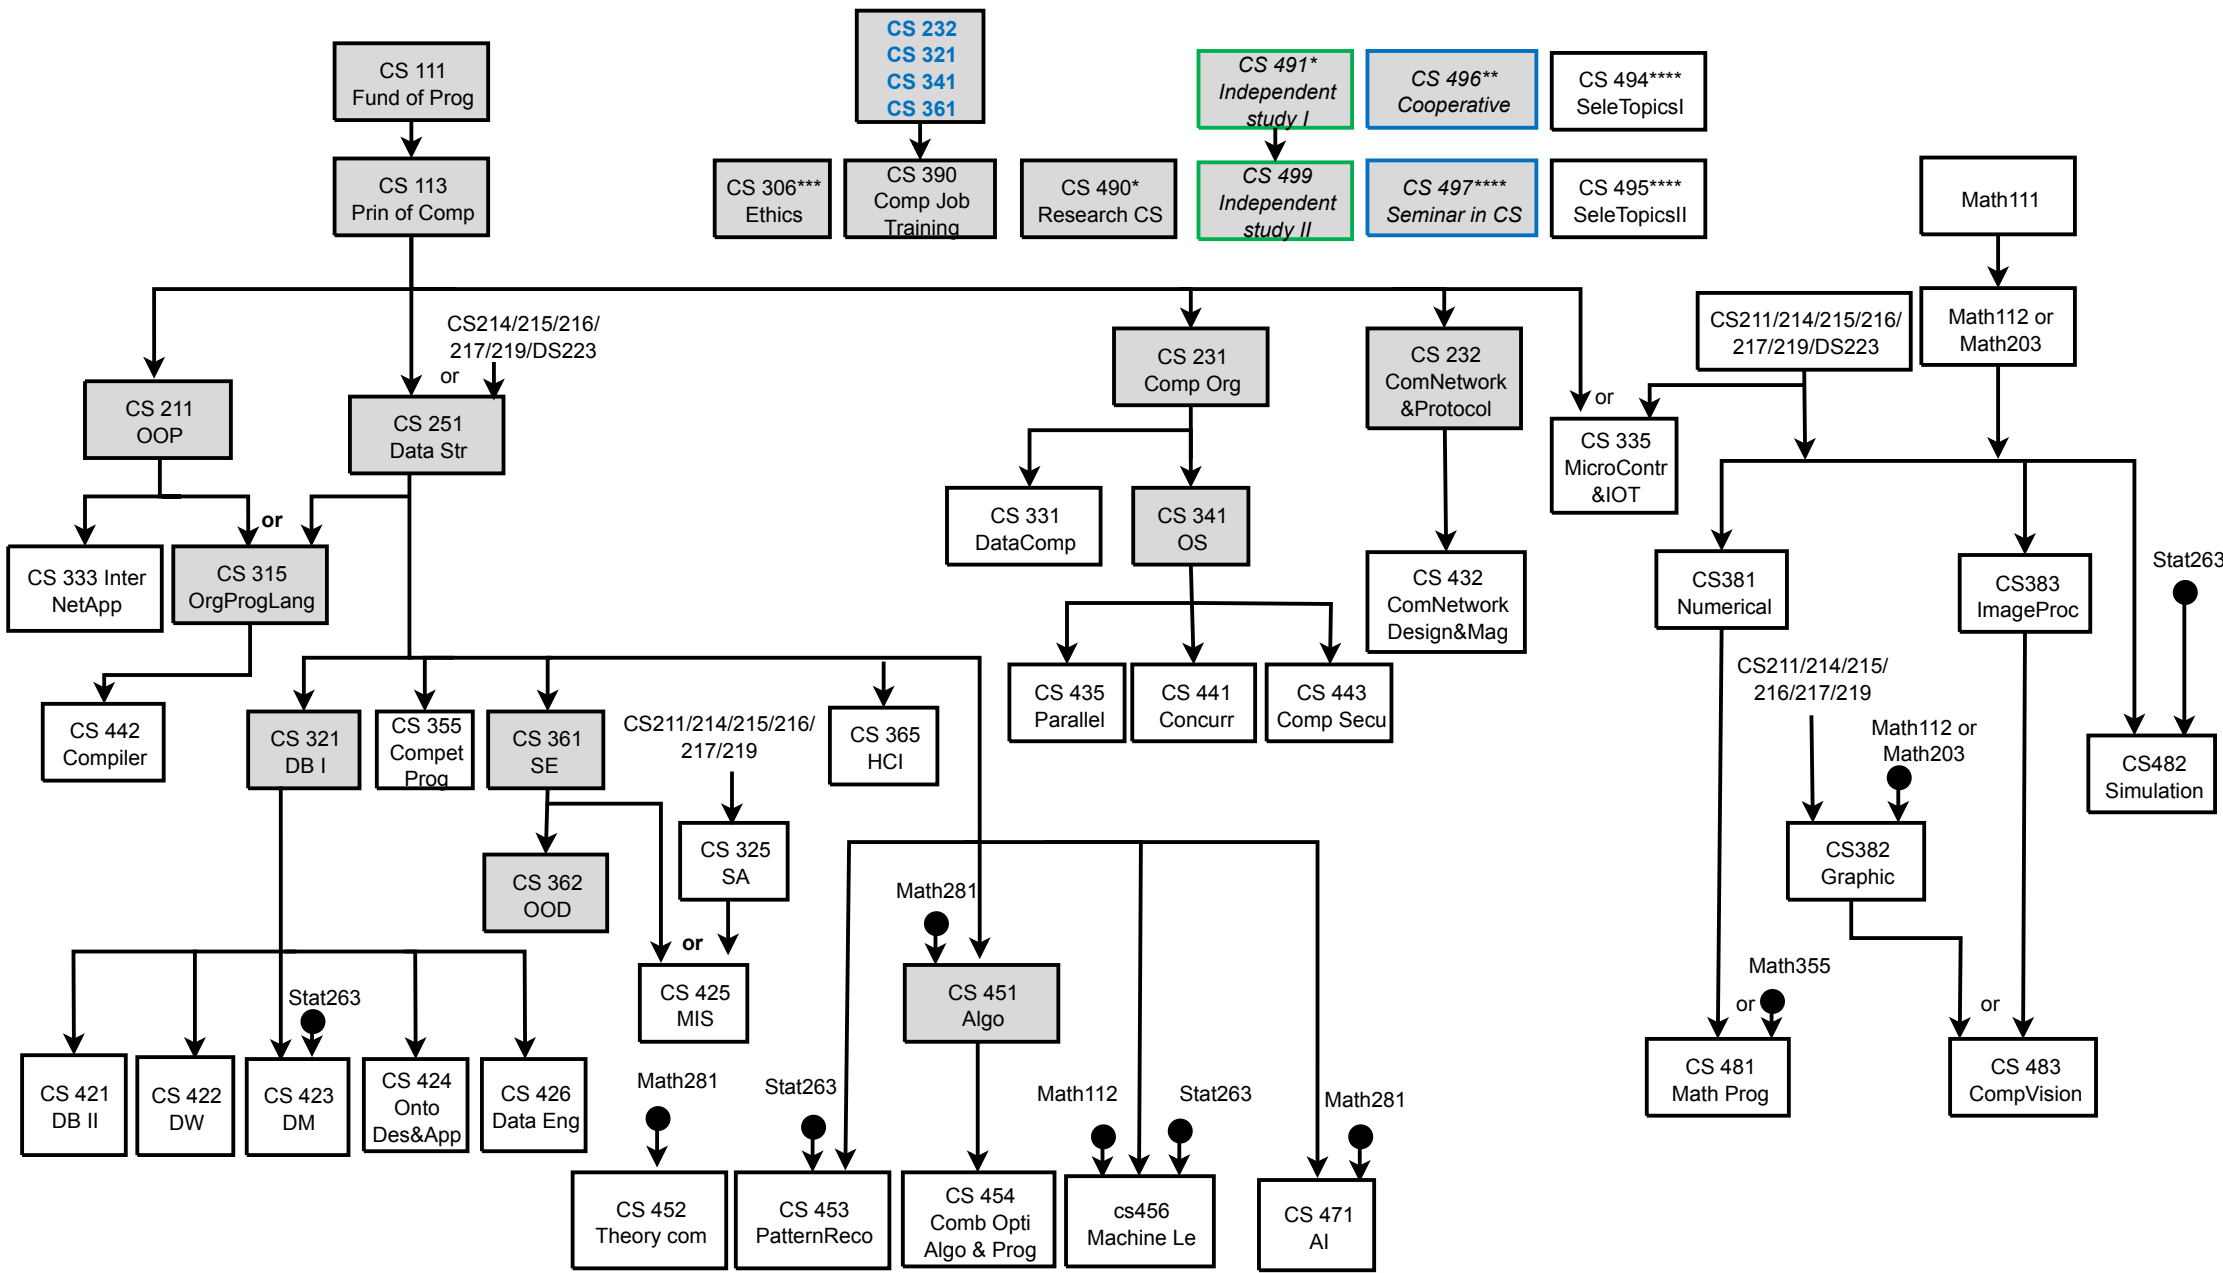 CS 111
Fund of Prog
CS 232
CS 321
CS 341
CS 361
CS 491*
Independent
study I
CS 496**
Cooperative
CS 494****
SeleTopicsI
CS 113
Prin of Comp
CS 306***
Ethics
CS 390
Comp Job
Training
CS 490*
Research CS
CS 499
Independent
study II
CS 497****
Seminar in CS
CS 495****
SeleTopicsII
Math111
CS214/215/216/
217/219/DS223
or
CS 231
Comp Org
CS 232
ComNetwork
&Protocol
or
CS211/214/215/216/
217/219/DS223
Math112 or
Math203
CS 211
OOP
CS 251
Data Str
CS 335
MicroContr
&IOT
CS 333 Inter
NetApp
or
CS 315
OrgProgLang
CS 331
DataComp
CS 341
OS
CS 432
ComNetwork
Design&Mag
CS381
Numerical
CS383
ImageProc
Stat263
CS 442
Compiler
CS 321
DB I
CS 355
Compet
Prog
CS 361
SE
CS211/214/215/216/
217/219
CS 365
HCI
CS 435
Parallel
CS 441
Concurr
CS 443
Comp Secu
CS211/214/215/
216/217/219
Math112 or
Math203
CS482
Simulation
CS 362
OOD
CS 325
SA
Math281
CS382
Graphic
or
CS 425
MIS
CS 451
Algo
Math355
or
or
Stat263
CS 421
DB II
CS 422
DW
CS 423
DM
CS 424
Onto
Des&App
CS 426
Data Eng
CS 481
Math Prog
CS 483
CompVision
Math281
Stat263
Math112
Stat263
Math281
CS 452
Theory com
CS 453
PatternReco
CS 454
Comb Opti
Algo & Prog
cs456
Machine Le
CS 471
AI